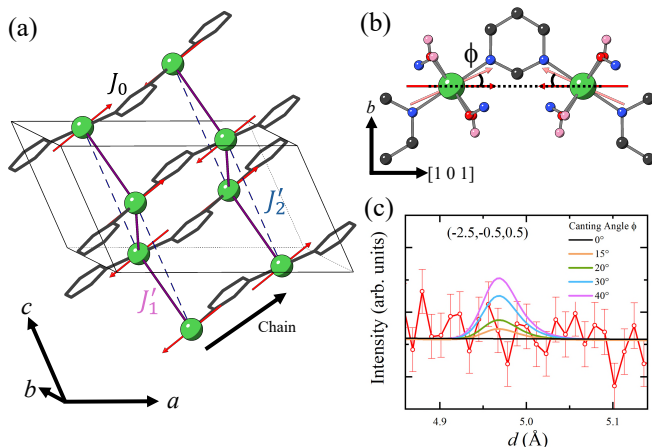 (a)
J₀
J′₂
J′₁
Chain
c
b
a
(b)
ϕ
b
[1 0 1]
(c)
(-2.5,-0.5,0.5)
Canting Angle ϕ
0°
15°
20°
30°
40°
Intensity (arb. units)
4.9 5.0 5.1
d (Å)